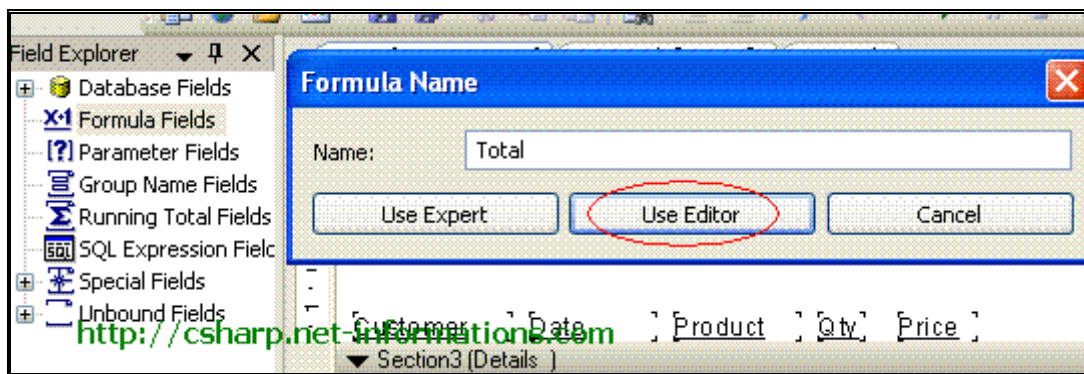 Field Explorer
Database Fields
Formula Fields
Parameter Fields
Group Name Fields
Running Total Fields
SQL Expression Fielc
Special Fields
Unbound Fields
Formula Name
Name:
Total
Use Expert
Use Editor
Cancel
Customer Date Product Qty Price
Section3 (Details )
http://csharp.net-informations.com